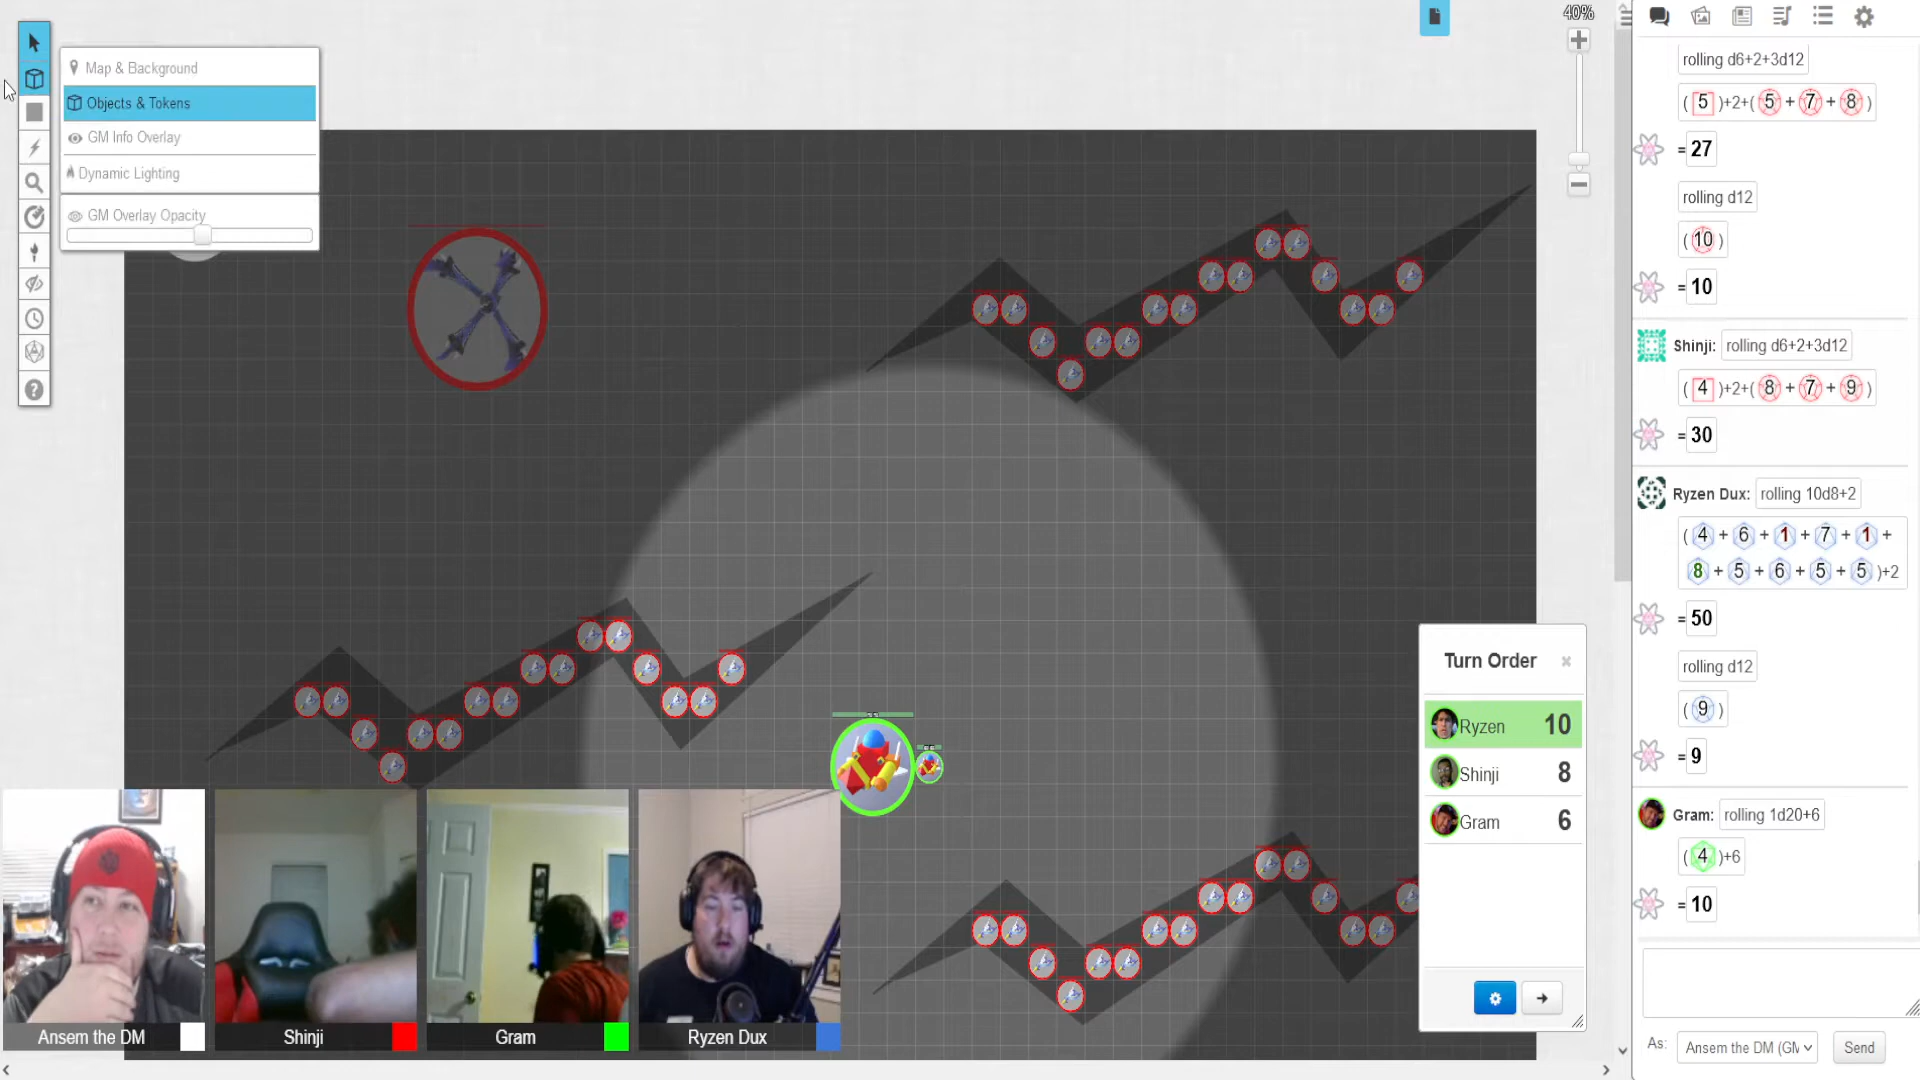 Map & Background
Objects & Tokens
GM Info Overlay
Dynamic Lighting
GM Overlay Opacity
40%
rolling d6+2+3d12
(5)+2+(5+7+8)
=27
rolling d12
(10)
=10
Shinji: rolling d6+2+3d12
(4)+2+(8+7+9)
=30
Ryzen Dux: rolling 10d8+2
(4+6+1+7+1+
8+5+6+5+5)+2
=50
rolling d12
(9)
=9
Gram: rolling 1d20+6
(4)+6
=10
Turn Order ×
Ryzen 10
Shinji 8
Gram 6
Ansem the DM
Shinji
Gram
Ryzen Dux
As: Ansem the DM (GM
Send